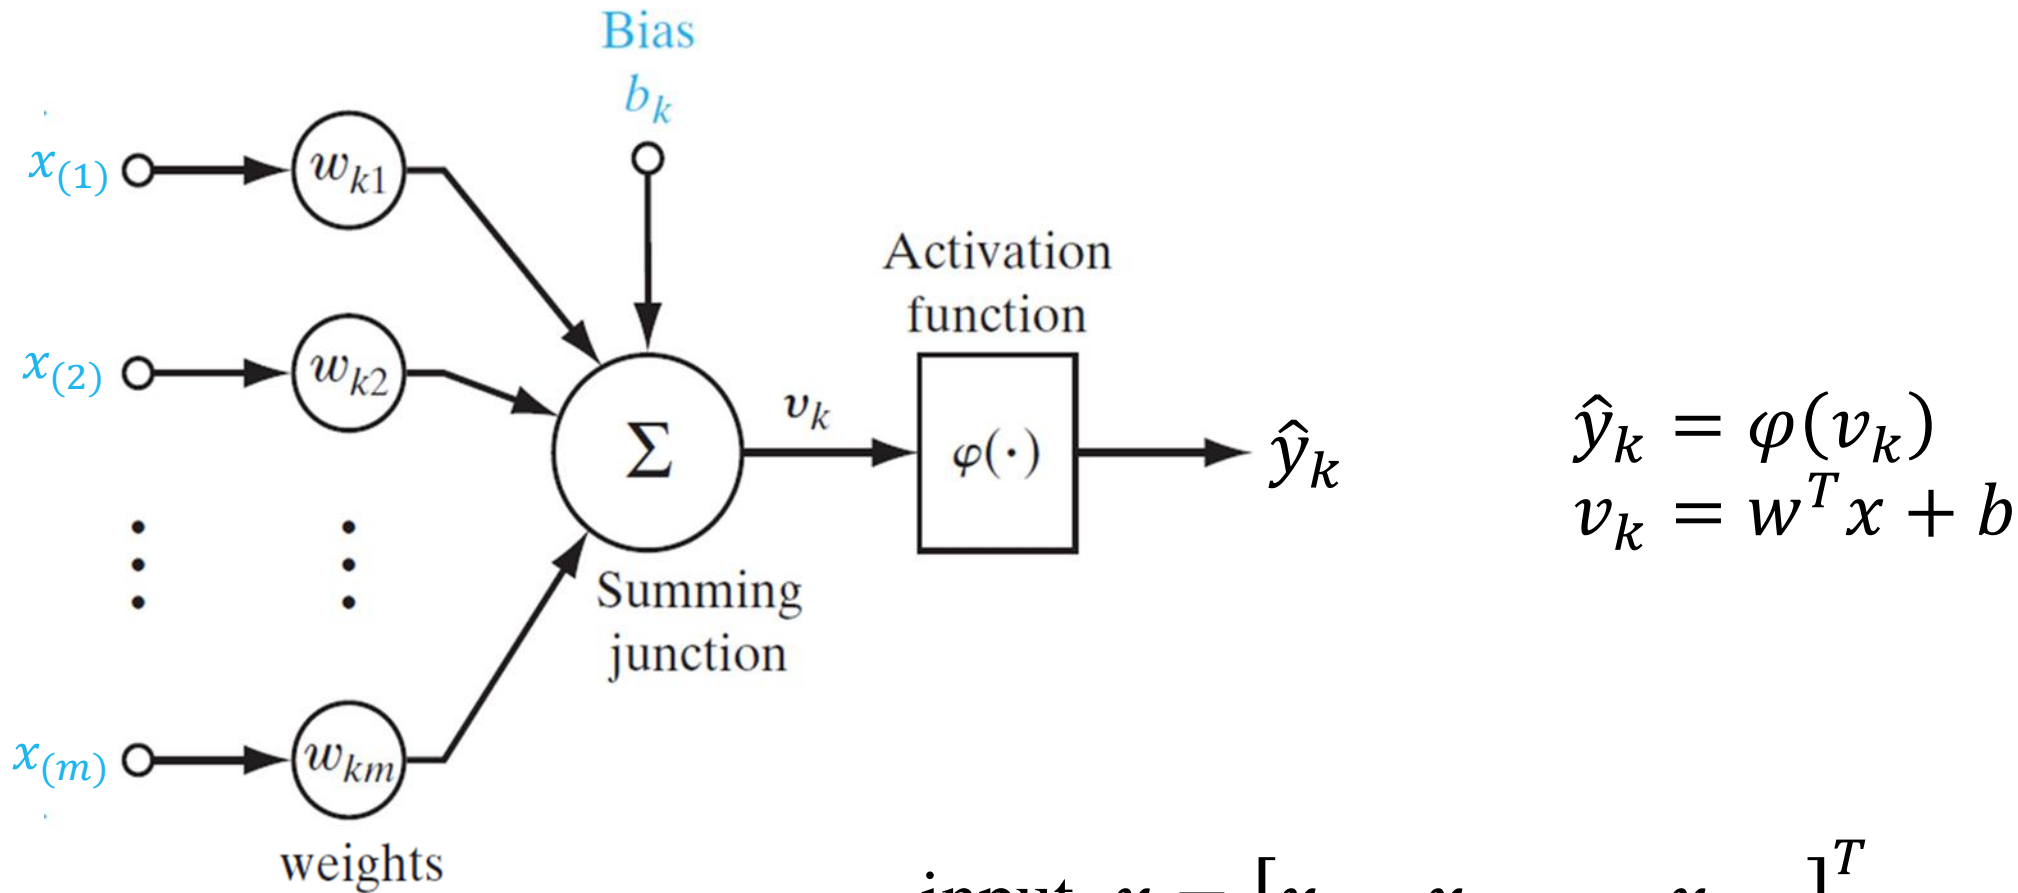 Bias
b_k
x_(1)
w_k1
Activation
function
x_(2)
w_k2
Σ
v_k
φ(·)
ŷ_k
ŷ_k = φ(v_k)
v_k = w^T x + b
Summing
junction
x_(m)
w_km
weights